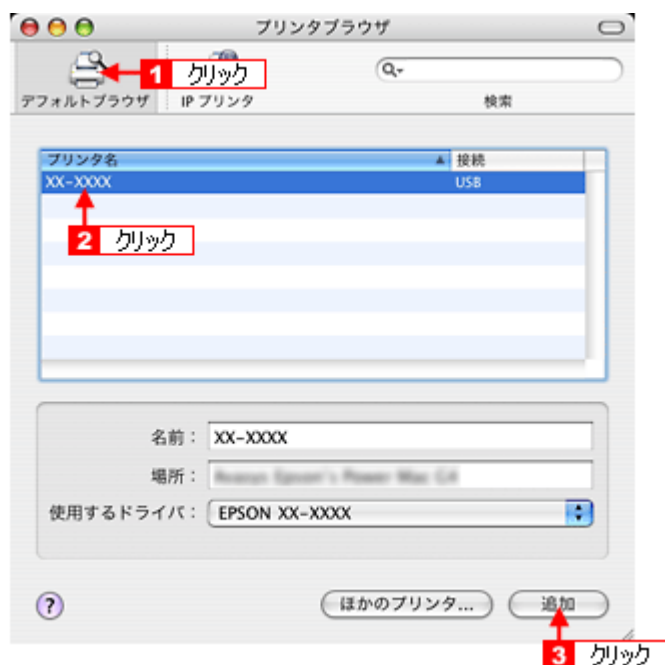 プリンタブラウザ
1 クリック
デフォルトブラウザ
IP プリンタ
検索
プリンタ名
接続
XX-XXXX
USB
2 クリック
名前： XX-XXXX
場所：
使用するドライバ： EPSON XX-XXXX
?
ほかのプリンタ...
追加
3 クリック